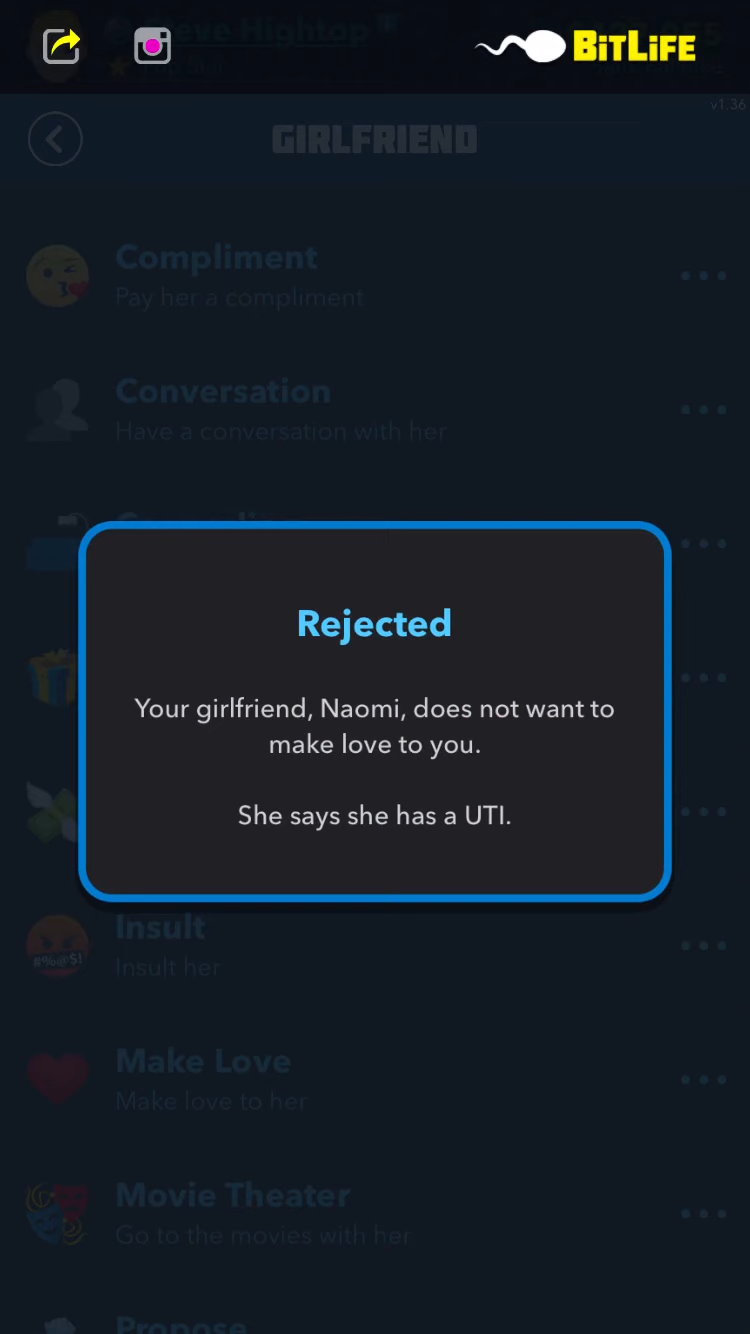 Steve Hightop
BITLIFE
v1.36
GIRLFRIEND
Compliment
Pay her a compliment
Conversation
Have a conversation with her
Rejected
Your girlfriend, Naomi, does not want to
make love to you.
She says she has a UTI.
#%@$!
Insult
Insult her
Make Love
Make love to her
Movie Theater
Go to the movies with her
Propose